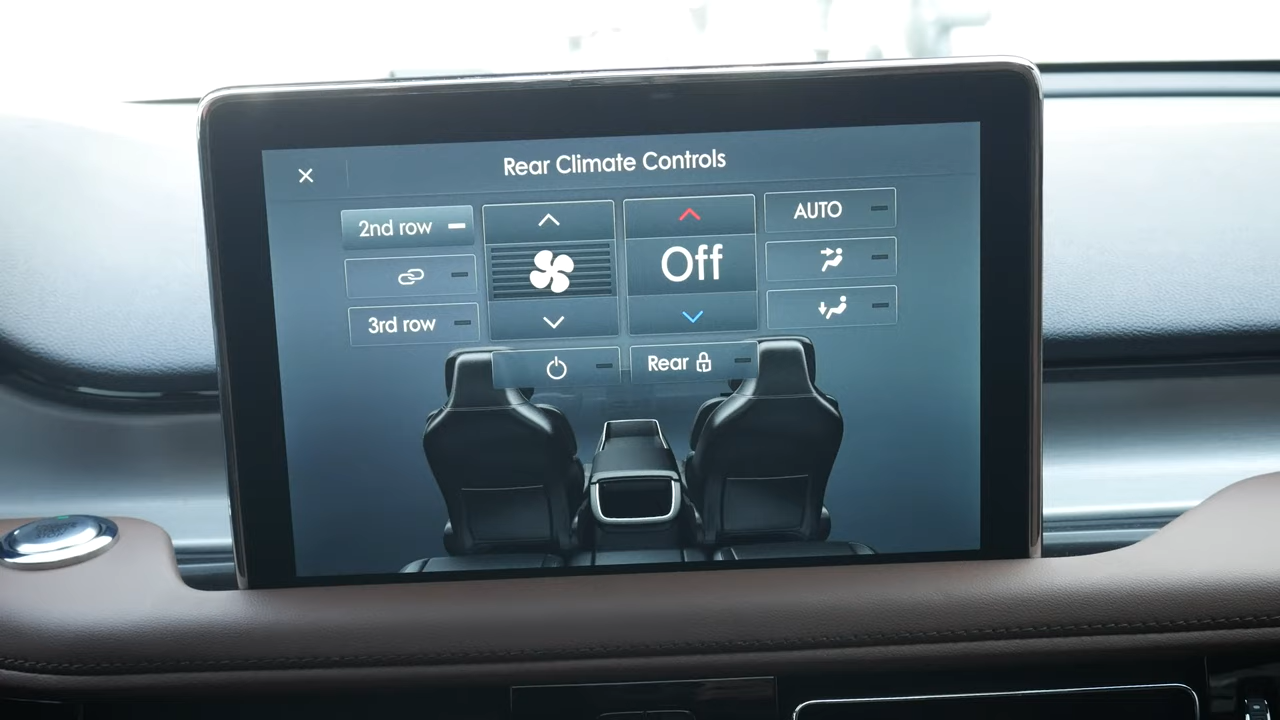 Rear Climate Controls
2nd row
3rd row
Off
AUTO
Rear